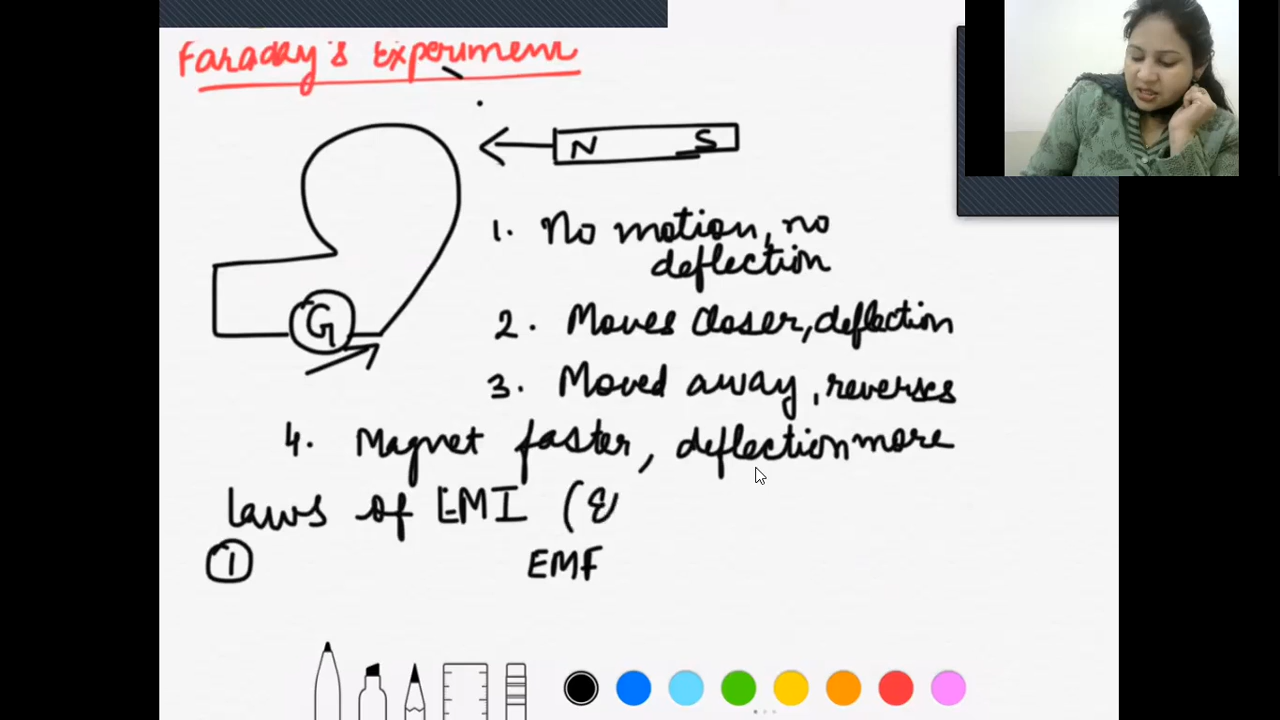 Faraday's Experiment
N S
1. No motion, no
deflection
2. Moves closer, deflection
G
3. Moved away, reverses
4. Magnet faster, deflection more
Laws of EMI (E
① EMF